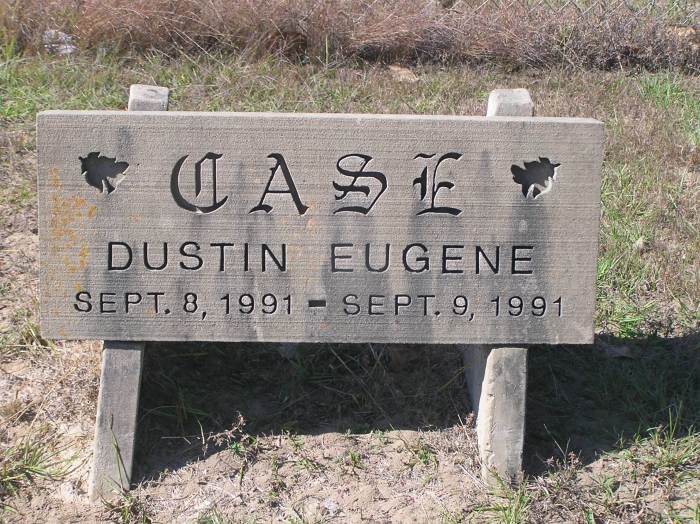 CASE
DUSTIN EUGENE
SEPT. 8, 1991 - SEPT. 9, 1991